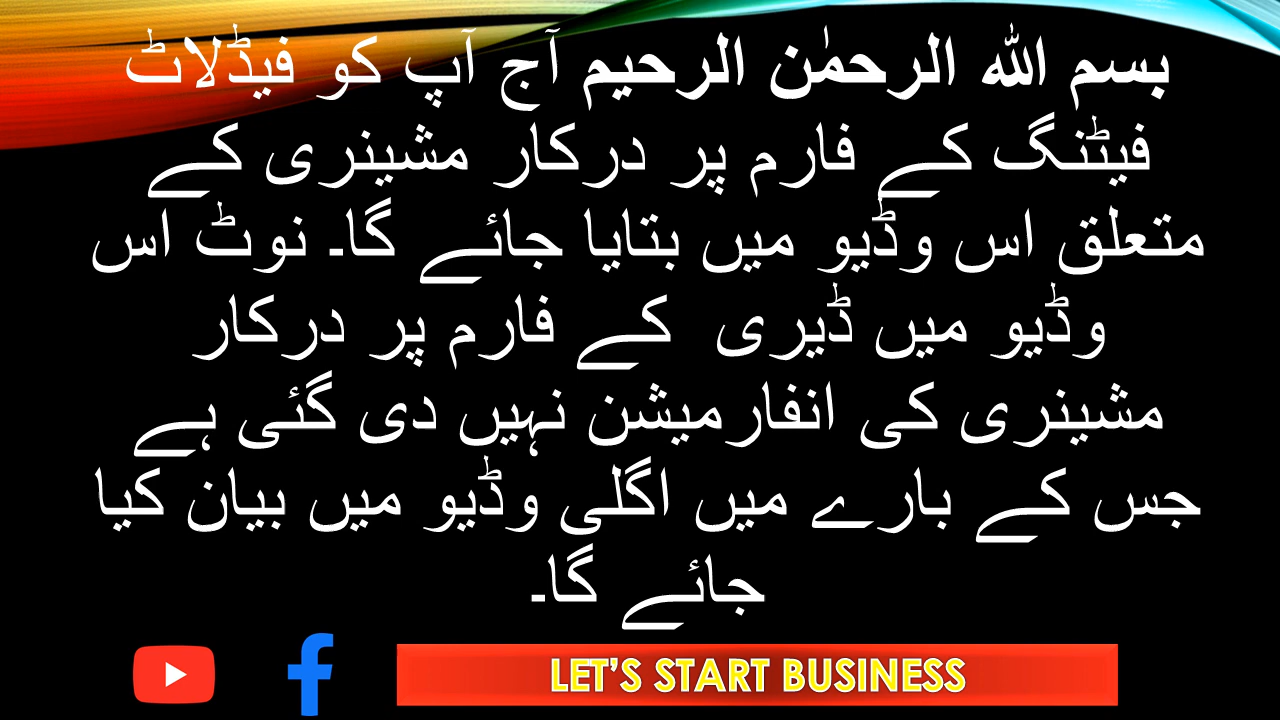 بسم اللہ الرحمٰن الرحیم آج آپ کو فیڈلاٹ
فیٹنگ کے فارم پر درکار مشینری کے
متعلق اس وڈیو میں بتایا جائے گا۔ نوٹ اس
وڈیو میں ڈیری کے فارم پر درکار
مشینری کی انفارمیشن نہیں دی گئی ہے
جس کے بارے میں اگلی وڈیو میں بیان کیا
جائے گا۔
LET'S START BUSINESS